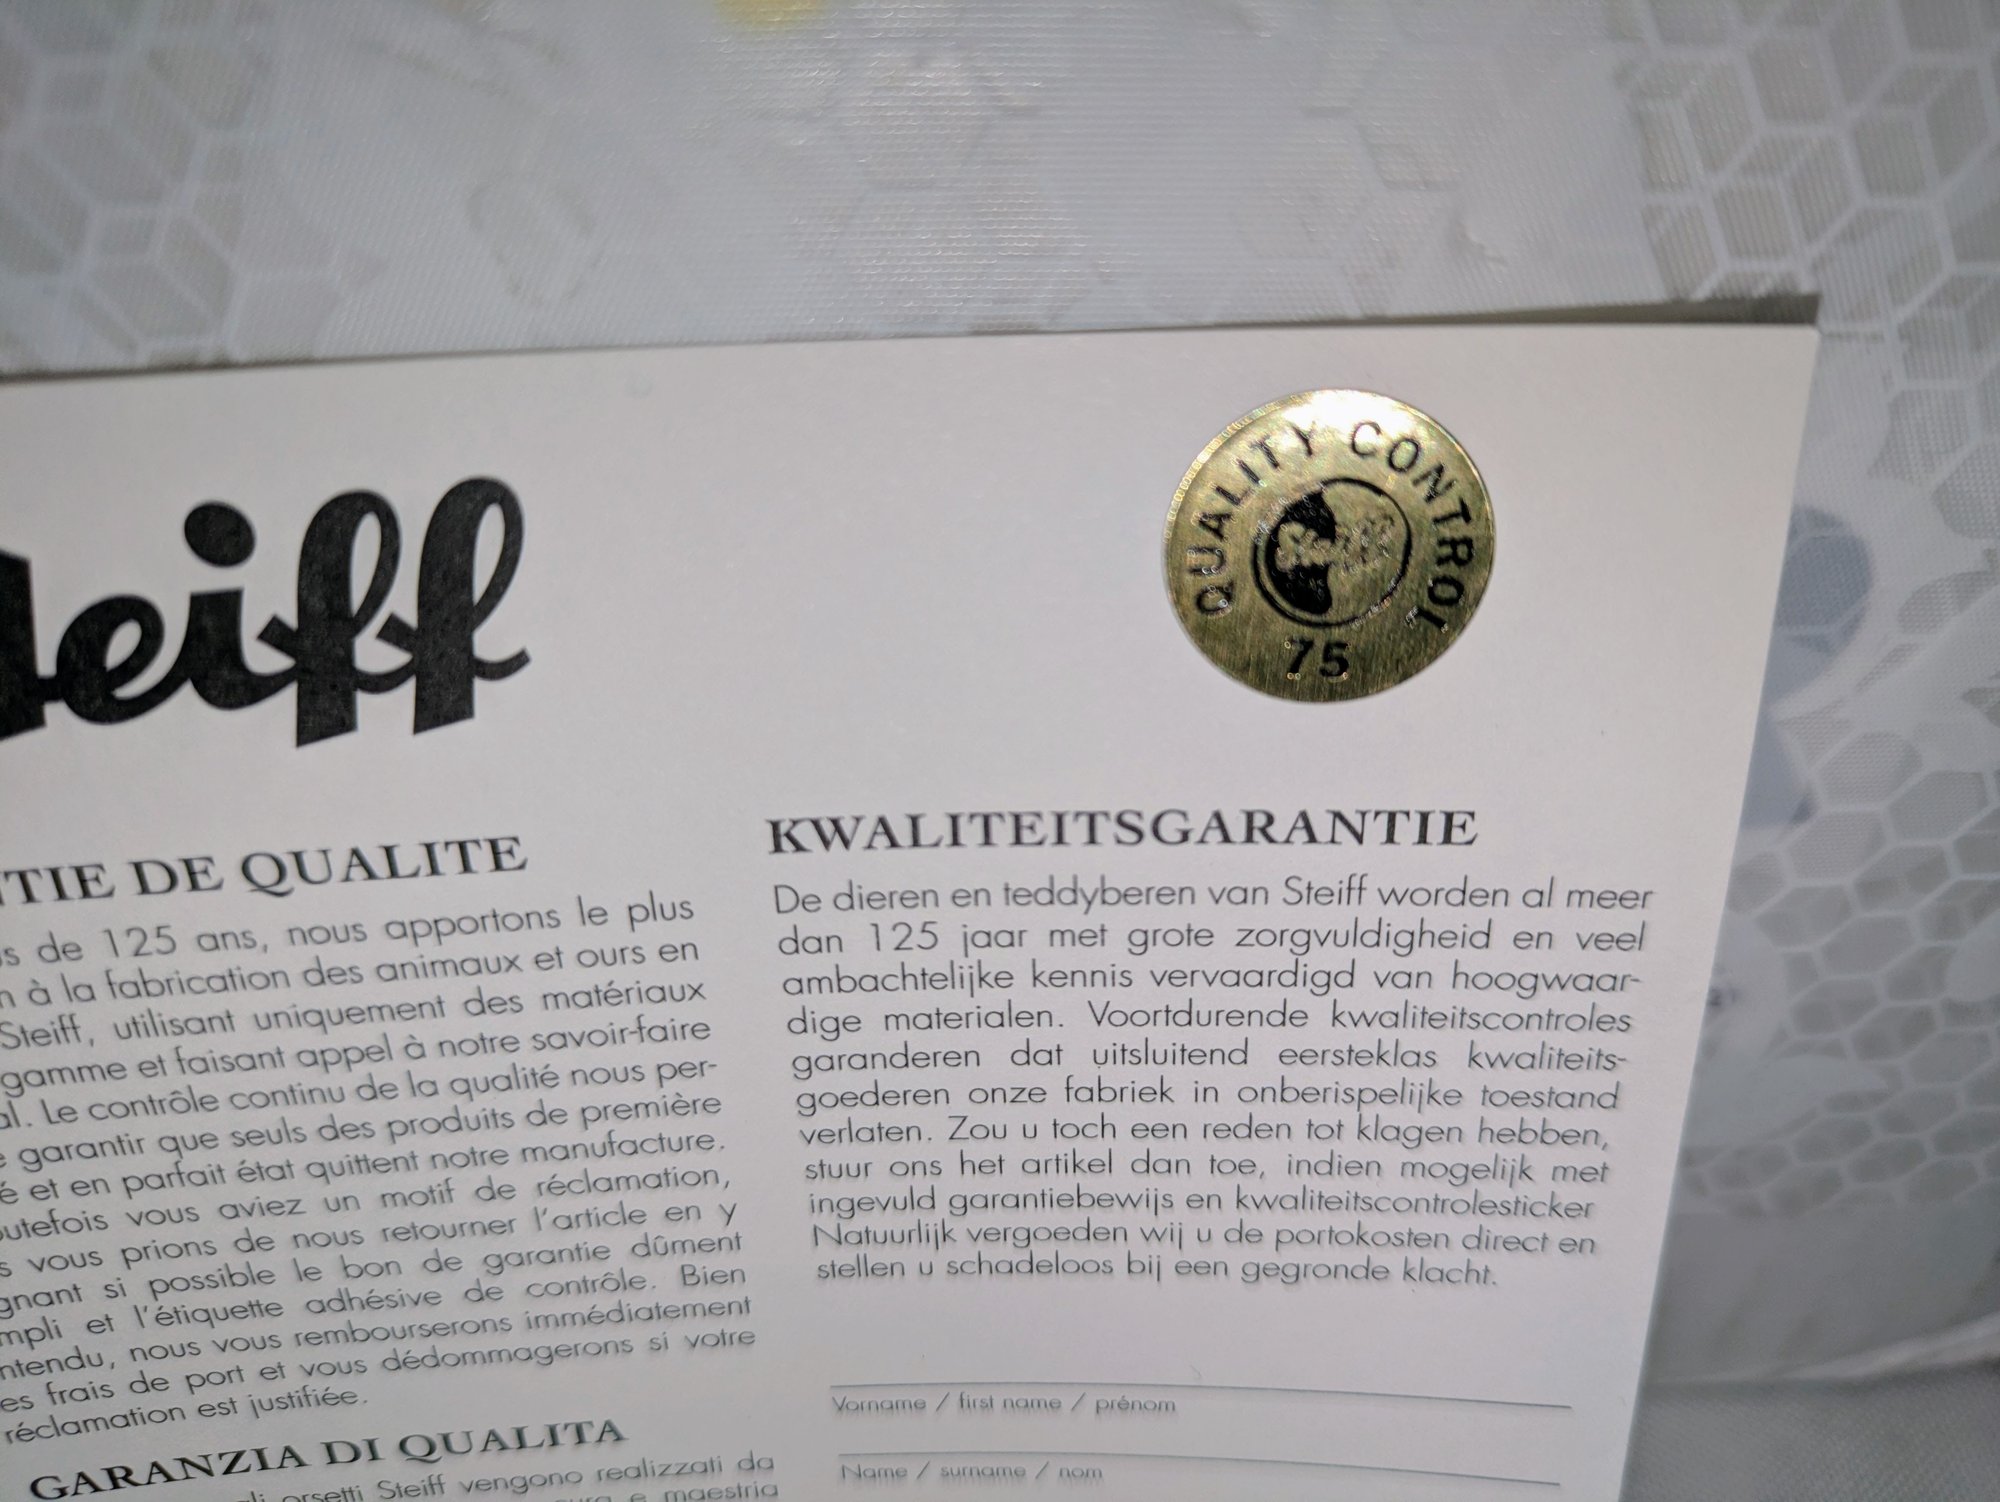 Steiff
QUALITY CONTROL
Steiff
75
TIE DE QUALITE
de 125 ans, nous apportons le plus
à la fabrication des animaux et ours en
Steiff, utilisant uniquement des matériaux
gamme et faisant appel à notre savoir-faire
Le contrôle continu de la qualité nous per-
garantir que seuls des produits de première
et en parfait état quittent notre manufacture.
vous aviez un motif de réclamation,
vous prions de nous retourner l'article en y
si possible le bon de garantie dûment
et l'étiquette adhésive de contrôle. Bien
nous vous rembourserons immédiatement
frais de port et vous dédommagerons si votre
réclamation est justifiée.
GARANZIA DI QUALITA
orsetti Steiff vengono realizzati da
e maestria
KWALITEITSGARANTIE
De dieren en teddyberen van Steiff worden al meer
dan 125 jaar met grote zorgvuldigheid en veel
ambachtelijke kennis vervaardigd van hoogwaar-
dige materialen. Voortdurende kwaliteitscontroles
garanderen dat uitsluitend eersteklas kwaliteits-
goederen onze fabriek in onberispelijke toestand
verlaten. Zou u toch een reden tot klagen hebben,
stuur ons het artikel dan toe, indien mogelijk met
ingevuld garantiebewijs en kwaliteitscontrolesticker
Natuurlijk vergoeden wij u de portokosten direct en
stellen u schadeloos bij een gegronde klacht.
Vorname / first name / prénom
Name / surname / nom